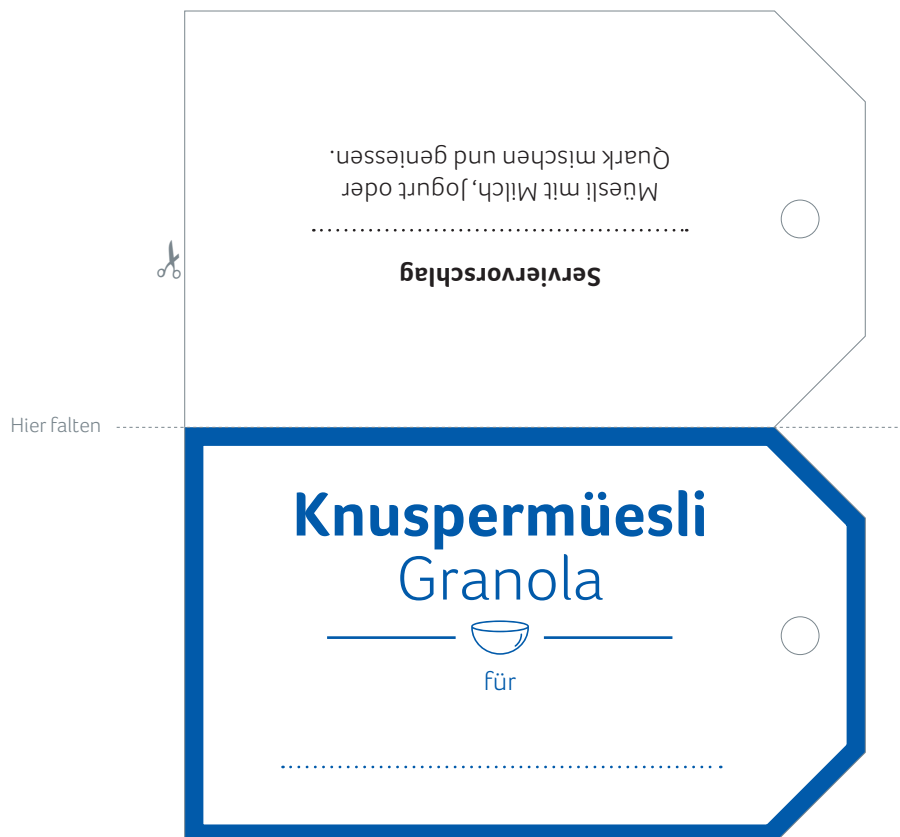 Serviervorschlag
Müesli mit Milch, Jogurt oder
Quark mischen und geniessen.
Hier falten
Knuspermüesli
Granola
für